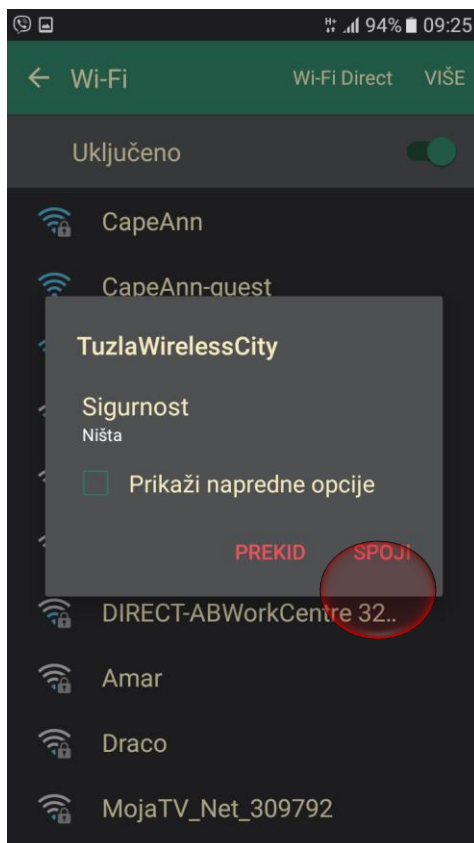 94% 09:25
Wi-Fi Wi-Fi Direct VIŠE
Uključeno
CapeAnn
CapeAnn-guest
TuzlaWirelessCity
Sigurnost
Ništa
Prikaži napredne opcije
PREKID SPOJI
DIRECT-ABWorkCentre 32..
Amar
Draco
MojaTV_Net_309792